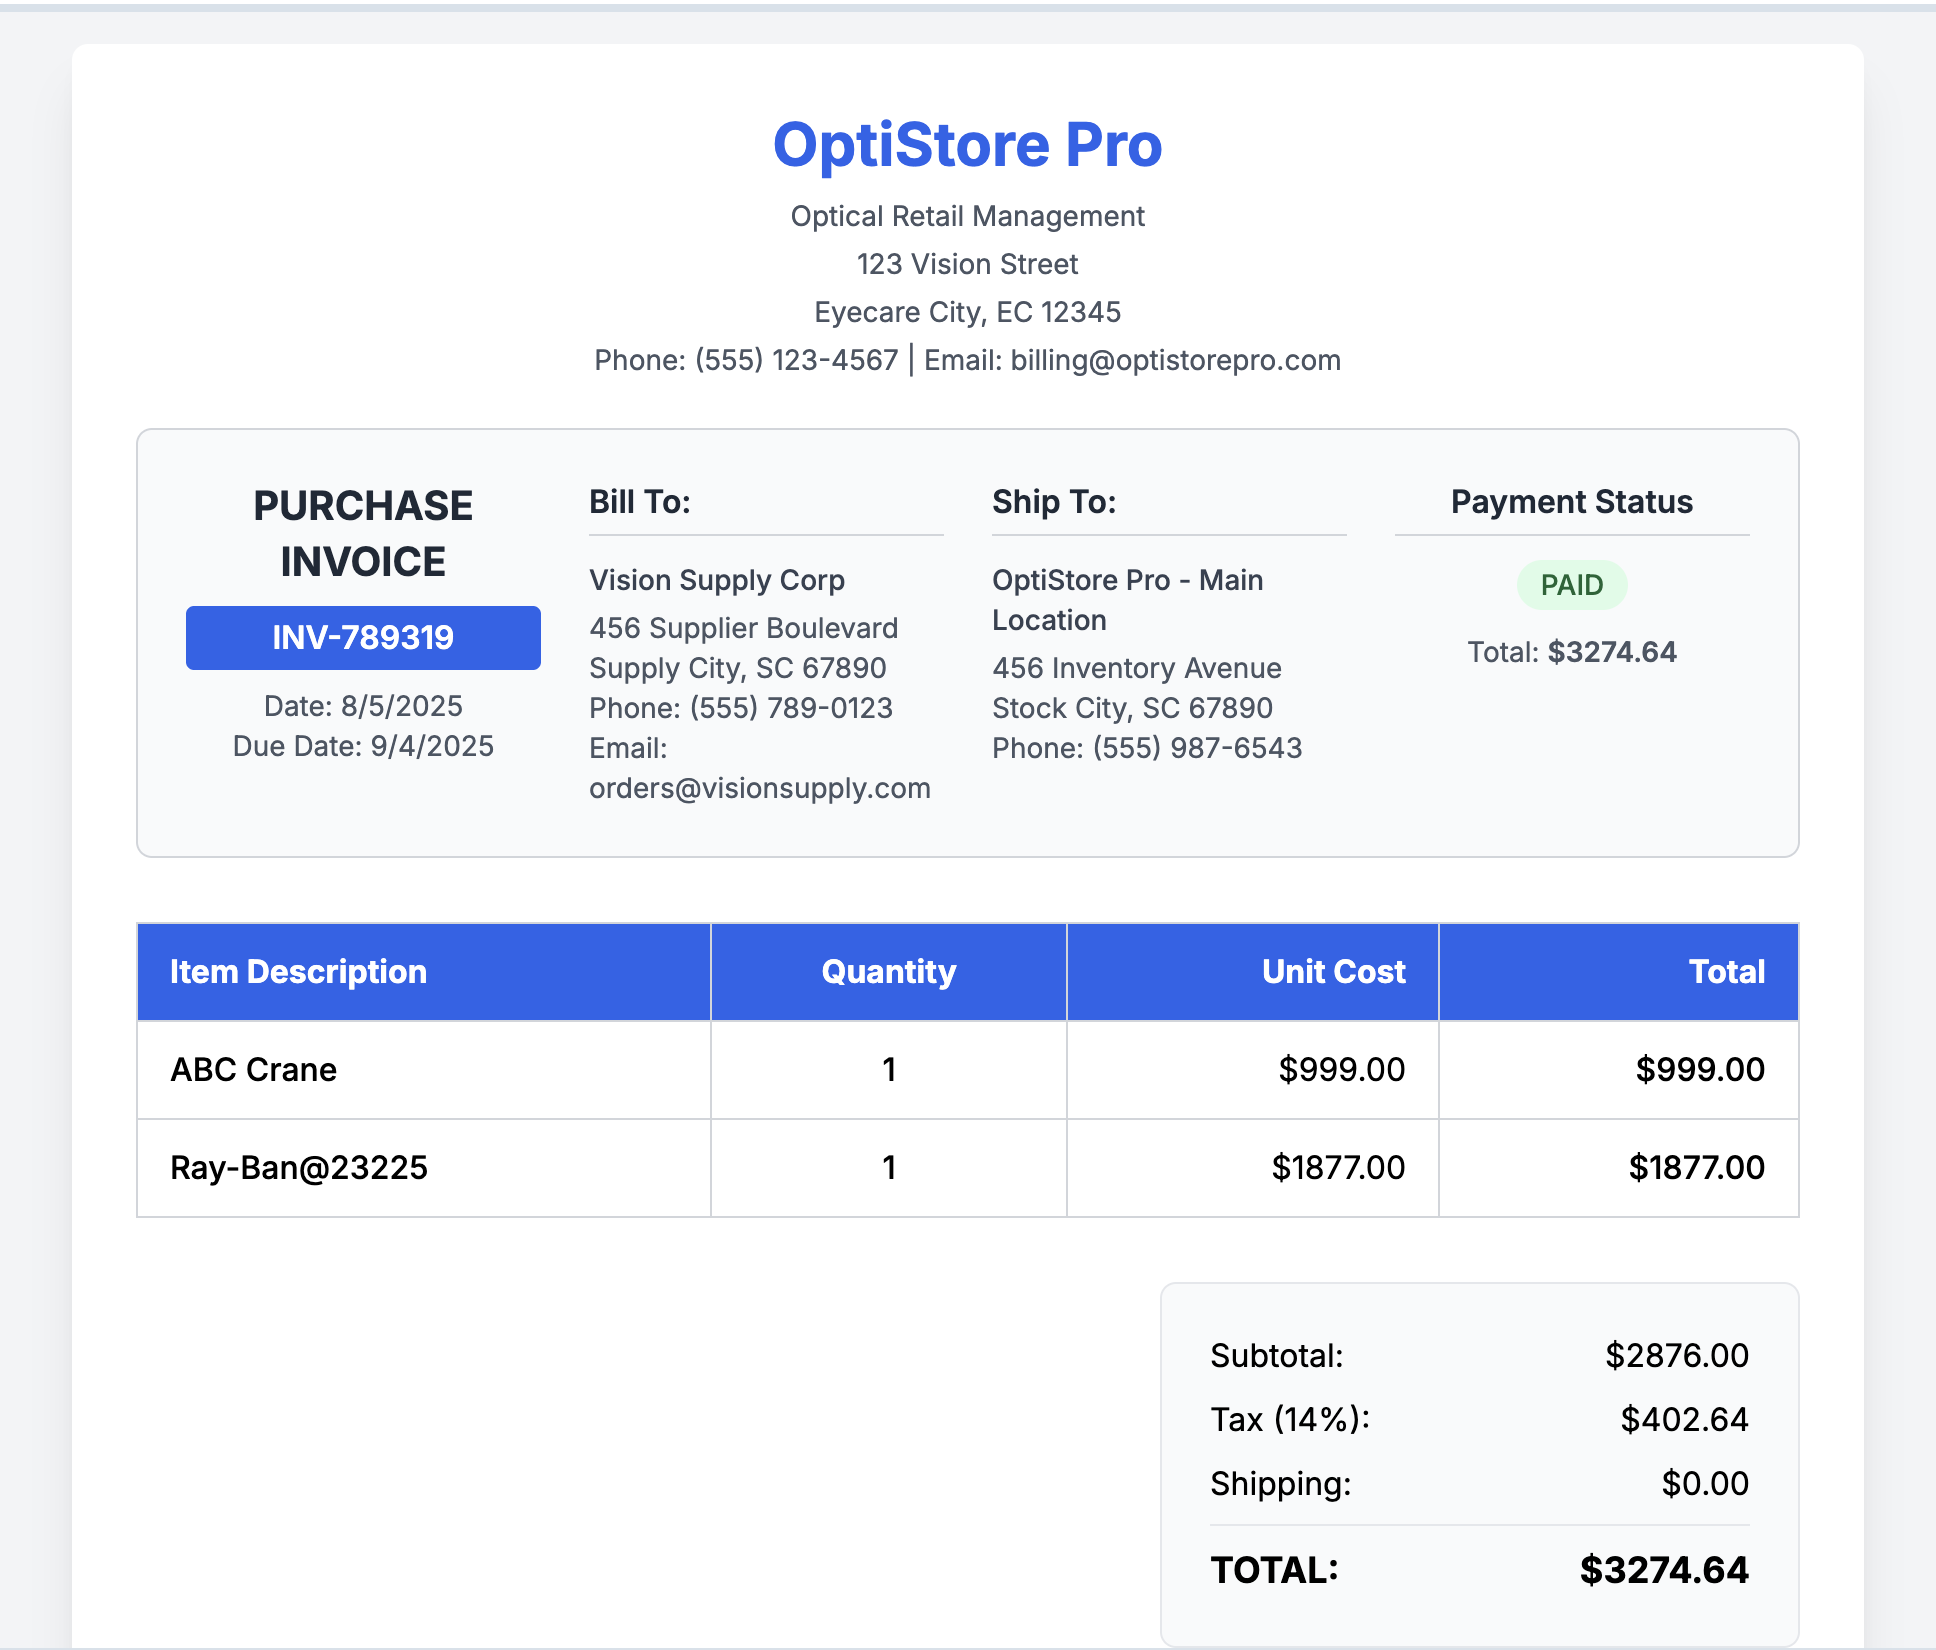 OptiStore Pro
Optical Retail Management
123 Vision Street
Eyecare City, EC 12345
Phone: (555) 123-4567 | Email: billing@optistorepro.com
PURCHASE
INVOICE
INV-789319
Date: 8/5/2025
Due Date: 9/4/2025
Bill To:
Vision Supply Corp
456 Supplier Boulevard
Supply City, SC 67890
Phone: (555) 789-0123
Email:
orders@visionsupply.com
Ship To:
OptiStore Pro - Main
Location
456 Inventory Avenue
Stock City, SC 67890
Phone: (555) 987-6543
Payment Status
PAID
Total: $3274.64
Item Description Quantity Unit Cost Total
ABC Crane 1 $999.00 $999.00
Ray-Ban@23225 1 $1877.00 $1877.00
Subtotal: $2876.00
Tax (14%): $402.64
Shipping: $0.00
TOTAL: $3274.64